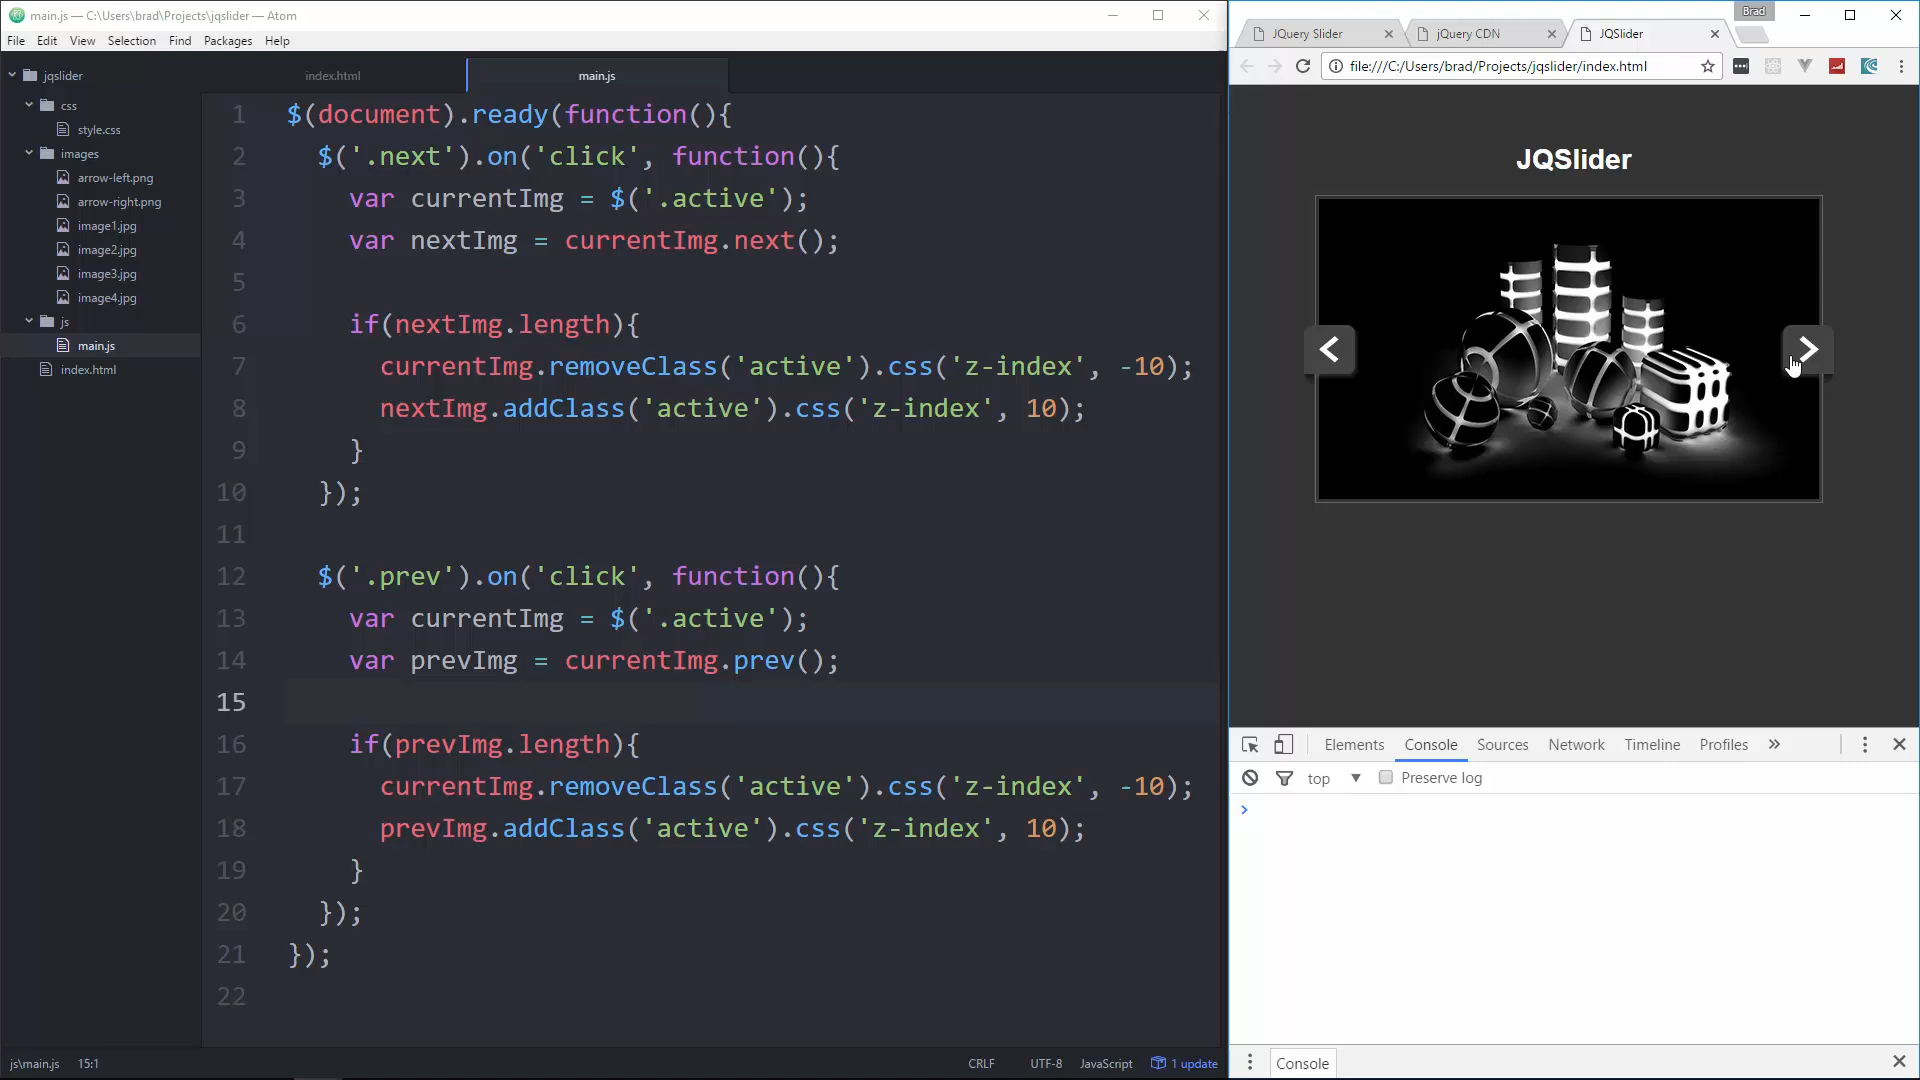 main.js — C:\Users\brad\Projects\jqslider — Atom
File Edit View Selection Find Packages Help
jqslider
css
style.css
images
arrow-left.png
arrow-right.png
image1.jpg
image2.jpg
image3.jpg
image4.jpg
js
main.js
index.html
index.html
main.js
1 $(document).ready(function(){
2 $('.next').on('click', function(){
3 var currentImg = $('.active');
4 var nextImg = currentImg.next();
5
6 if(nextImg.length){
7 currentImg.removeClass('active').css('z-index', -10);
8 nextImg.addClass('active').css('z-index', 10);
9 }
10 });
11
12 $('.prev').on('click', function(){
13 var currentImg = $('.active');
14 var prevImg = currentImg.prev();
15
16 if(prevImg.length){
17 currentImg.removeClass('active').css('z-index', -10);
18 prevImg.addClass('active').css('z-index', 10);
19 }
20 });
21 });
22
js\main.js 15:1 CRLF UTF-8 JavaScript 1 update
Brad
JQuery Slider
jQuery CDN
JQSlider
file:///C:/Users/brad/Projects/jqslider/index.html
JQSlider
Elements Console Sources Network Timeline Profiles »
top ▼ Preserve log
>
Console